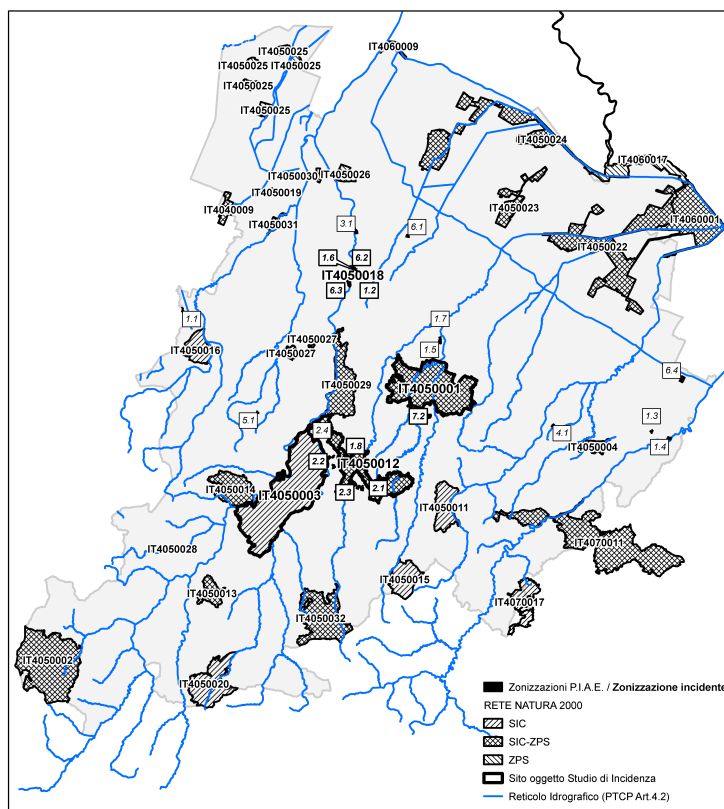 IT4050025
IT4060009
IT4050025
IT4050025
IT4050025
IT4050025
IT4050024
IT4060017
IT4050030
IT4050026
IT4050019
IT4040009
IT4050023
IT4060001
IT4050031
3.1
6.1
IT4050022
1.6
6.2
IT4050018
6.3
1.2
1.1
1.7
IT4050016
IT4050027
IT4050027
1.5
6.4
IT4050029
IT4050001
5.1
7.2
1.3
2.4
4.1
1.4
1.8
IT4050004
2.2
IT4050012
IT4050014
IT4050003
2.3
2.1
IT4050011
IT4050028
IT4070011
IT4050015
IT4050013
IT4070017
IT4050032
IT4050002
IT4050020
Zonizzazioni P.I.A.E. / Zonizzazione incidente
RETE NATURA 2000
SIC
SIC-ZPS
ZPS
Sito oggetto Studio di Incidenza
Reticolo Idrografico (PTCP Art.4.2)